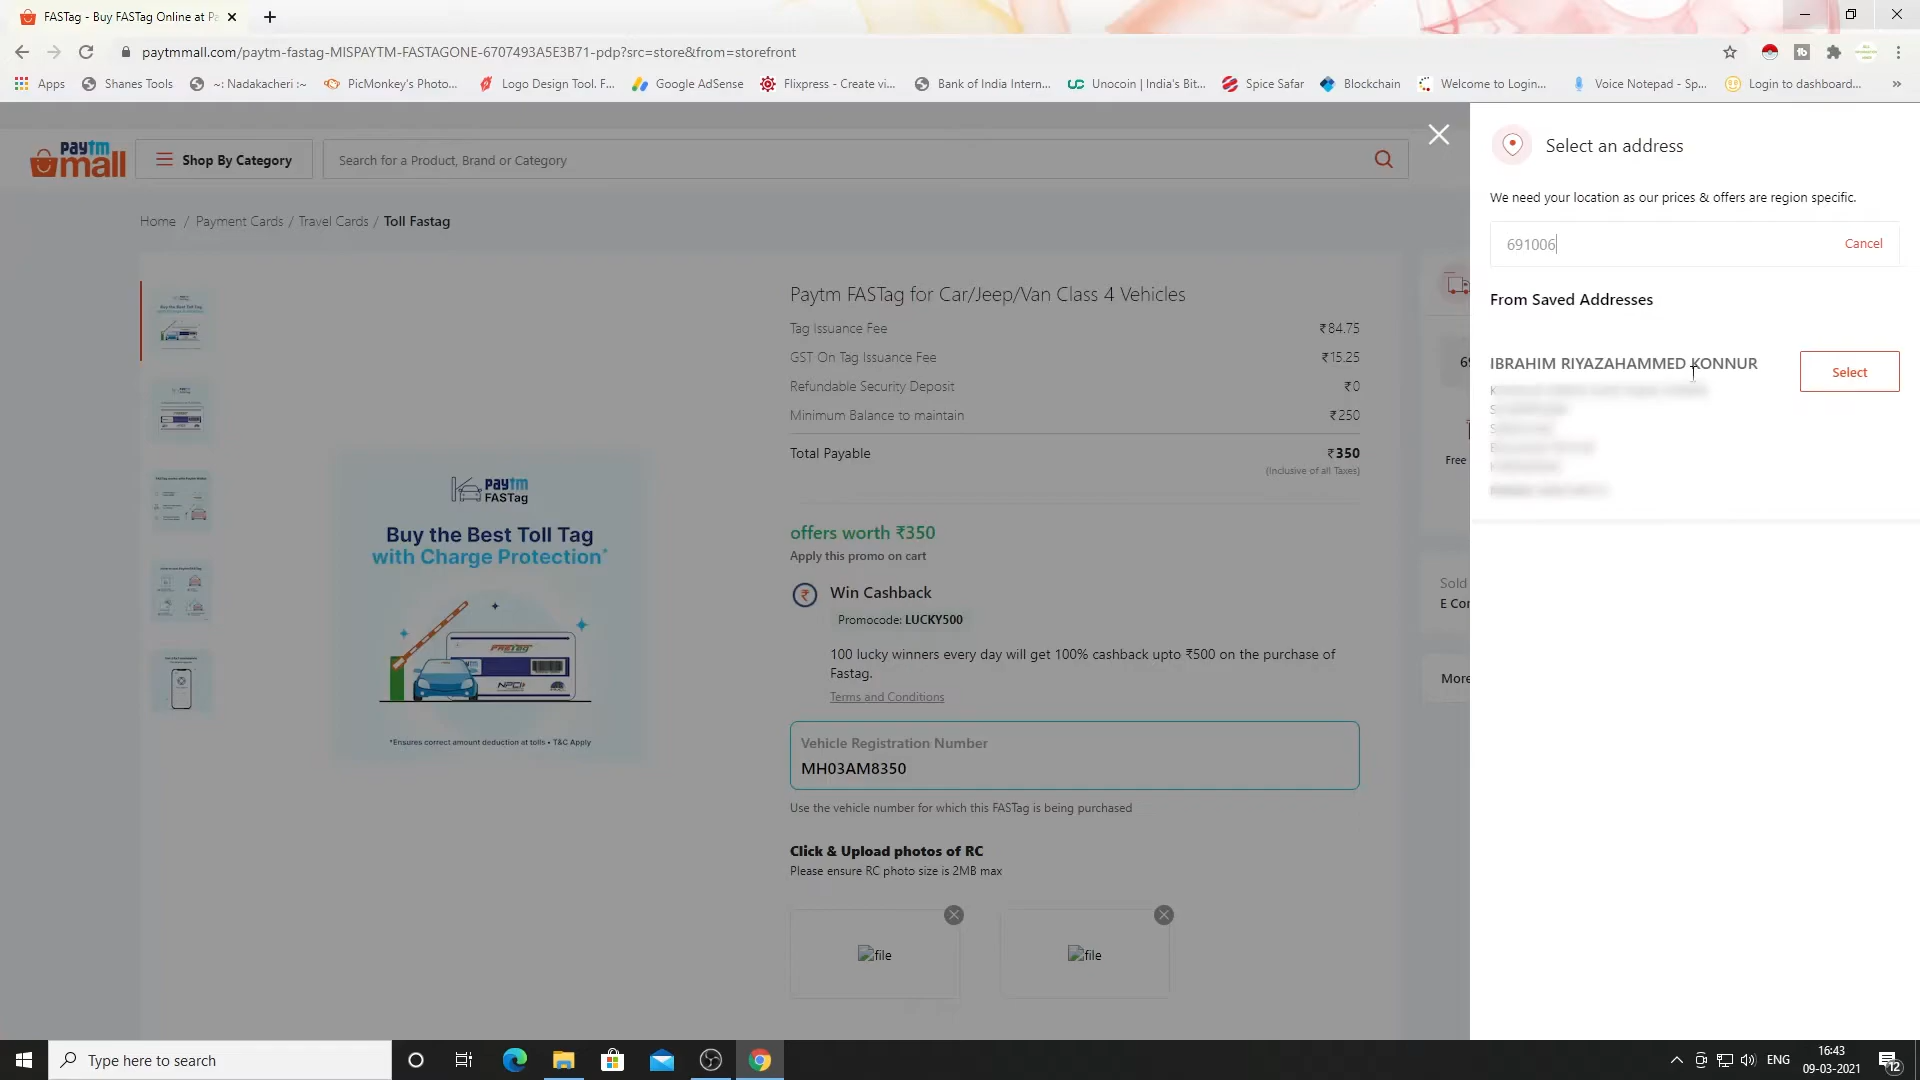 FASTag - Buy FASTag Online at Pa
paytmmall.com/paytm-fastag-MISPAYTM-FASTAGONE-6707493A5E3B71-pdp?src=store&from=storefront
Apps
Shanes Tools
~: Nadakacheri :~
PicMonkey's Photo...
Logo Design Tool. F...
Google AdSense
Flixpress - Create vi...
Bank of India Intern...
Unocoin | India's Bit...
Spice Safar
Blockchain
Welcome to Login...
Voice Notepad - Sp...
Login to dashboard...
»
paytm
mall
Shop By Category
Search for a Product, Brand or Category
Home / Payment Cards / Travel Cards / Toll Fastag
Paytm FASTag
Buy the Best Toll Tag
with Charge Protection*
FASTag
NPCI
*Ensures correct amount deduction at tolls • T&C Apply
Paytm FASTag for Car/Jeep/Van Class 4 Vehicles
Tag Issuance Fee ₹84.75
GST On Tag Issuance Fee ₹15.25
Refundable Security Deposit ₹0
Minimum Balance to maintain ₹250
Total Payable ₹350
(Inclusive of all Taxes)
offers worth ₹350
Apply this promo on cart
Win Cashback
Promocode: LUCKY500
100 lucky winners every day will get 100% cashback upto ₹500 on the purchase of
Fastag.
Terms and Conditions
Vehicle Registration Number
MH03AM8350
Use the vehicle number for which this FASTag is being purchased
Click & Upload photos of RC
Please ensure RC photo size is 2MB max
file
file
69
Free
Sold
E Cor
More
Select an address
We need your location as our prices & offers are region specific.
691006 Cancel
From Saved Addresses
IBRAHIM RIYAZAHAMMED KONNUR
Select
Type here to search
ENG
16:43
09-03-2021
12